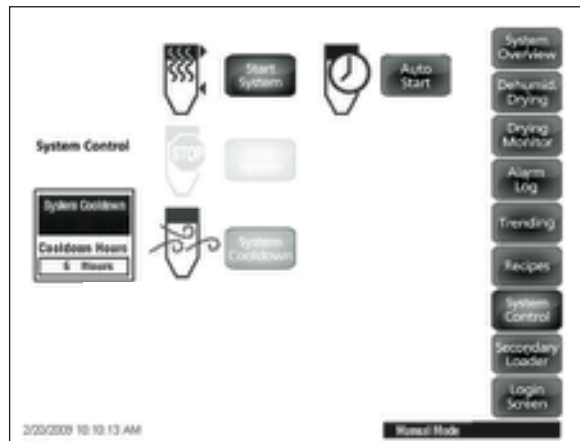 Start
System
Auto
Start
System Control
STOP
System Cooldown
Cooldown Hours
6 Hours
System
Cooldown
System
Overview
Dehumid.
Drying
Drying
Monitor
Alarm
Log
Trending
Recipes
System
Control
Secondary
Loader
Login
Screen
2/20/2009 10:10:13 AM
Manual Mode